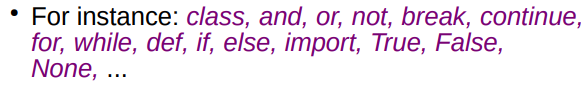 • For instance: class, and, or, not, break, continue,
for, while, def, if, else, import, True, False,
None, ...